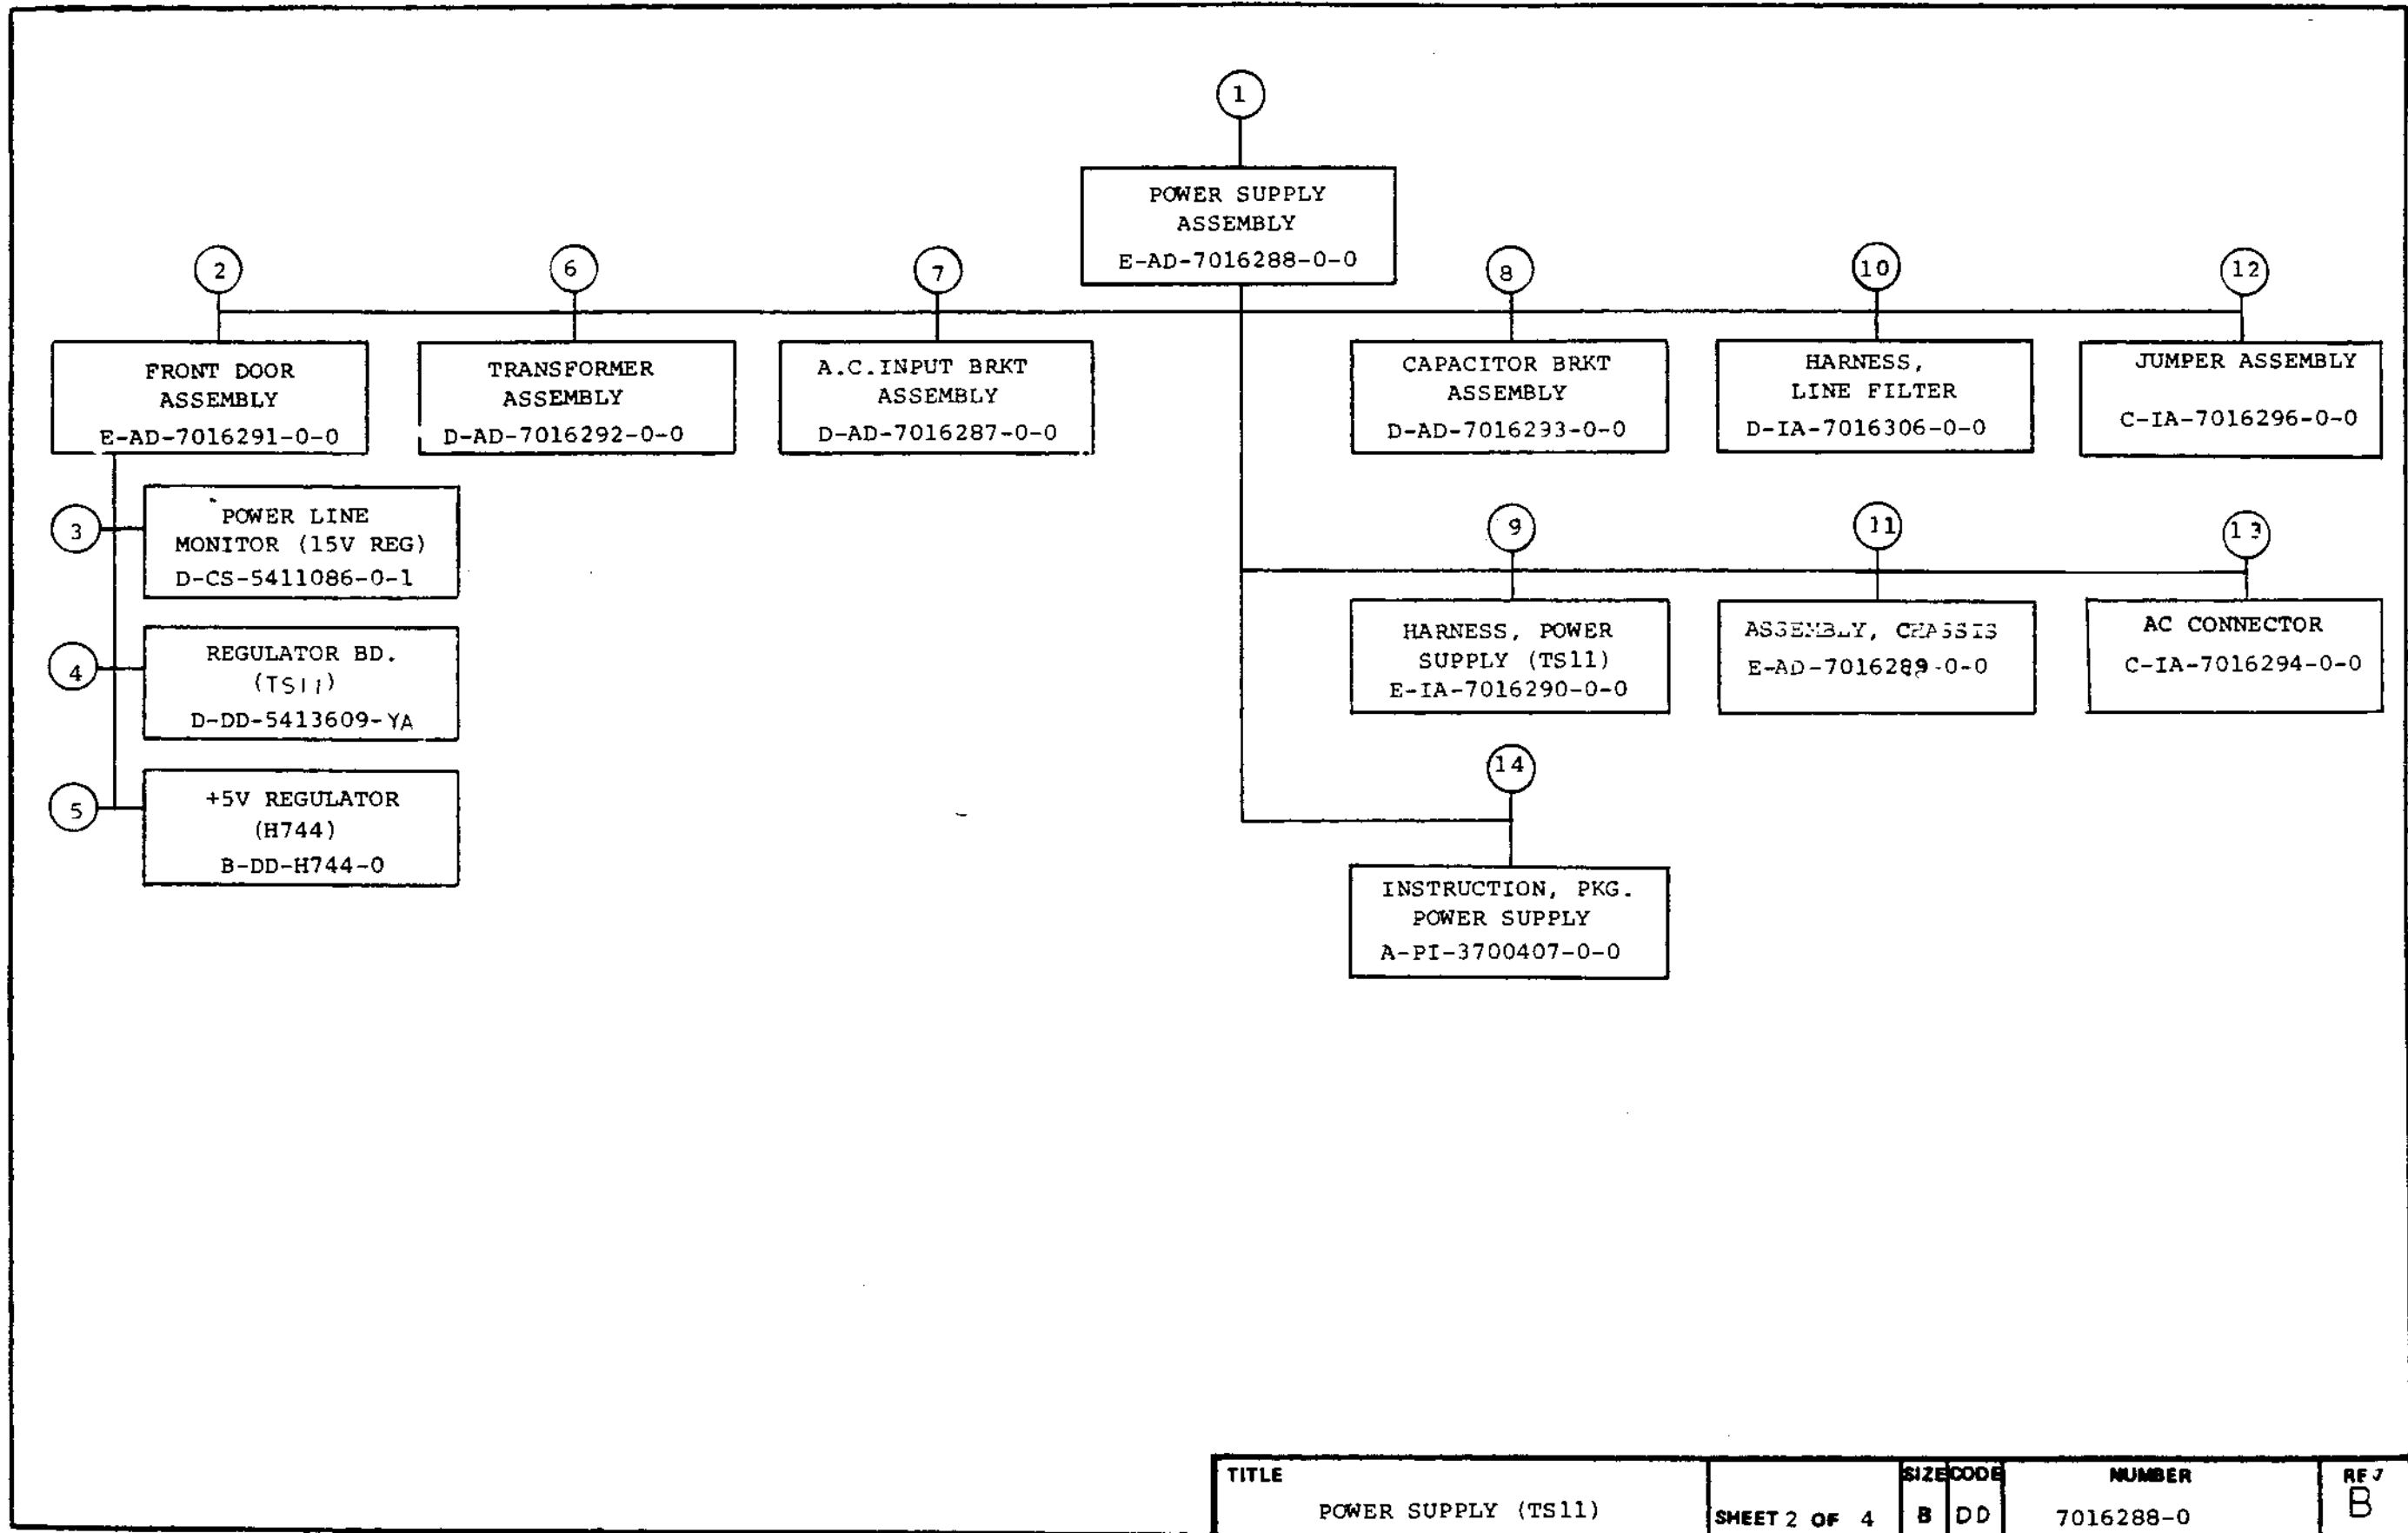 1
POWER SUPPLY
ASSEMBLY
E-AD-7016288-0-0
2
FRONT DOOR
ASSEMBLY
E-AD-7016291-0-0
6
TRANSFORMER
ASSEMBLY
D-AD-7016292-0-0
7
A.C.INPUT BRKT
ASSEMBLY
D-AD-7016287-0-0
8
CAPACITOR BRKT
ASSEMBLY
D-AD-7016293-0-0
10
HARNESS,
LINE FILTER
D-IA-7016306-0-0
12
JUMPER ASSEMBLY
C-IA-7016296-0-0
3
POWER LINE
MONITOR (15V REG)
D-CS-5411086-0-1
4
REGULATOR BD.
(TS11)
D-DD-5413609-YA
5
+5V REGULATOR
(H744)
B-DD-H744-0
9
HARNESS, POWER
SUPPLY (TS11)
E-IA-7016290-0-0
11
ASSEMBLY, CHASSIS
E-AD-7016289-0-0
13
AC CONNECTOR
C-IA-7016294-0-0
14
INSTRUCTION, PKG.
POWER SUPPLY
A-PI-3700407-0-0
TITLE
POWER SUPPLY (TS11)
SHEET 2 OF 4
SIZE
B
CODE
DD
NUMBER
7016288-0
REV
B